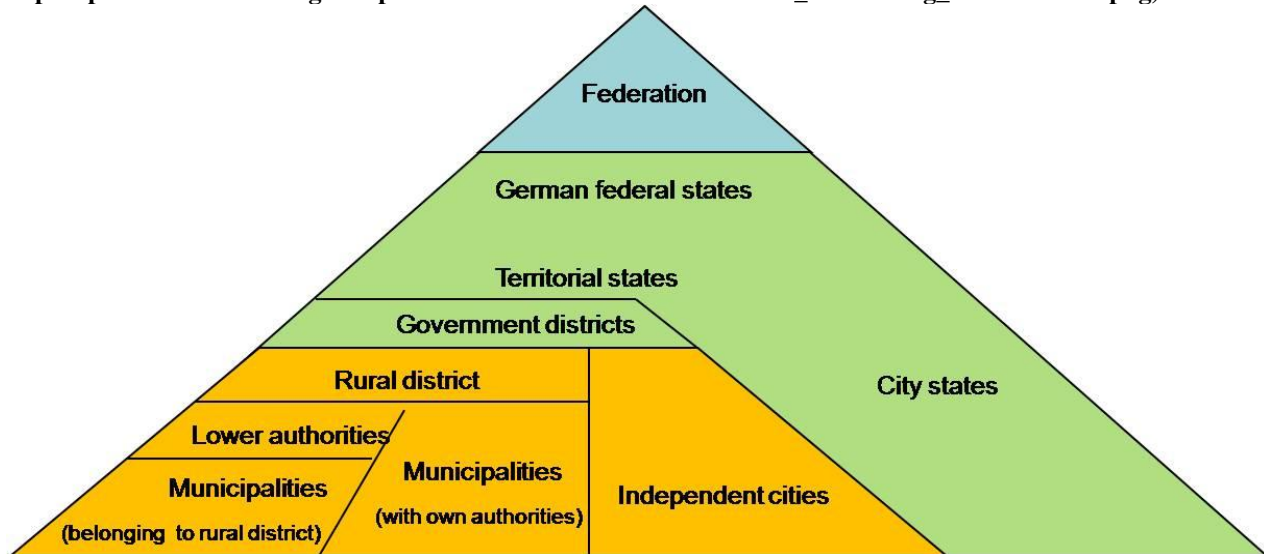 Federation
German federal states
Territorial states
Government districts
Rural district
City states
Lower authorities
Municipalities
(belonging to rural district)
Municipalities
(with own authorities)
Independent cities